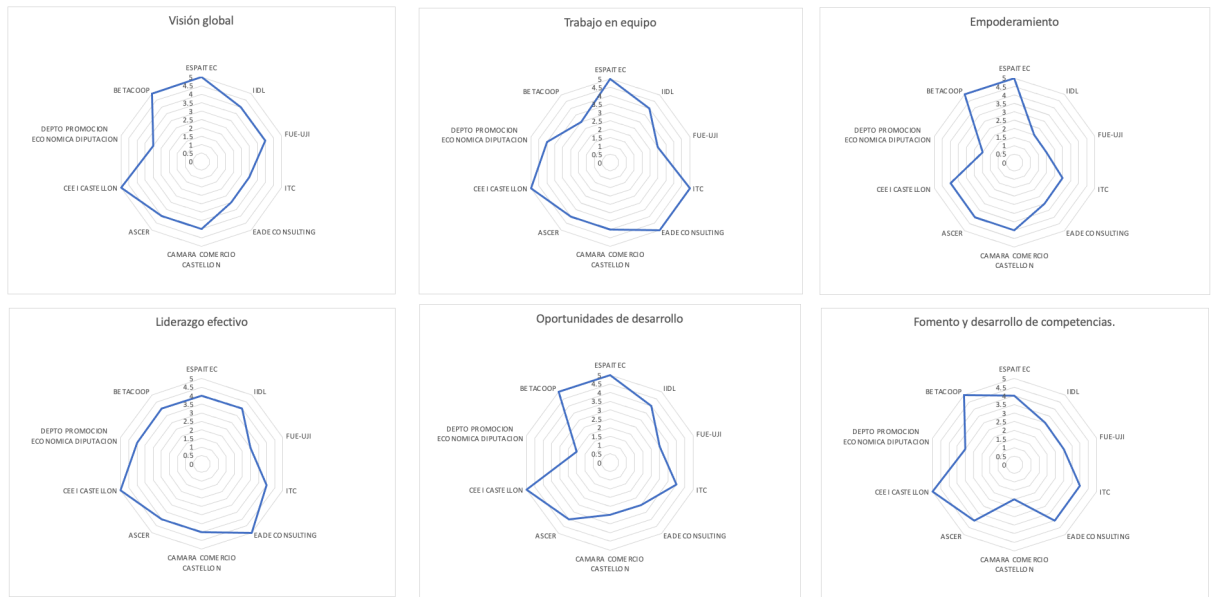 Visión global
ESPAITEC
IIDL
FUE-UJI
ITC
EADE CONSULTING
CAMARA COMERCIO
CASTELLON
ASCER
CEEI CASTELLON
DEPTO PROMOCION
ECONOMICA DIPUTACION
BETACOOP
5
4.5
4
3.5
3
2.5
2
1.5
1
0.5
0
Trabajo en equipo
ESPAITEC
IIDL
FUE-UJI
ITC
EADE CONSULTING
CAMARA COMERCIO
CASTELLON
ASCER
CEEI CASTELLON
DEPTO PROMOCION
ECONOMICA DIPUTACION
BETACOOP
5
4.5
4
3.5
3
2.5
2
1.5
1
0.5
0
Empoderamiento
ESPAITEC
IIDL
FUE-UJI
ITC
EADE CONSULTING
CAMARA COMERCIO
CASTELLON
ASCER
CEEI CASTELLON
DEPTO PROMOCION
ECONOMICA DIPUTACION
BETACOOP
5
4.5
4
3.5
3
2.5
2
1.5
1
0.5
0
Liderazgo efectivo
ESPAITEC
IIDL
FUE-UJI
ITC
EADE CONSULTING
CAMARA COMERCIO
CASTELLON
ASCER
CEEI CASTELLON
DEPTO PROMOCION
ECONOMICA DIPUTACION
BETACOOP
5
4.5
4
3.5
3
2.5
2
1.5
1
0.5
0
Oportunidades de desarrollo
ESPAITEC
IIDL
FUE-UJI
ITC
EADE CONSULTING
CAMARA COMERCIO
CASTELLON
ASCER
CEEI CASTELLON
DEPTO PROMOCION
ECONOMICA DIPUTACION
BETACOOP
5
4.5
4
3.5
3
2.5
2
1.5
1
0.5
0
Fomento y desarrollo de competencias.
ESPAITEC
IIDL
FUE-UJI
ITC
EADE CONSULTING
CAMARA COMERCIO
CASTELLON
ASCER
CEEI CASTELLON
DEPTO PROMOCION
ECONOMICA DIPUTACION
BETACOOP
5
4.5
4
3.5
3
2.5
2
1.5
1
0.5
0